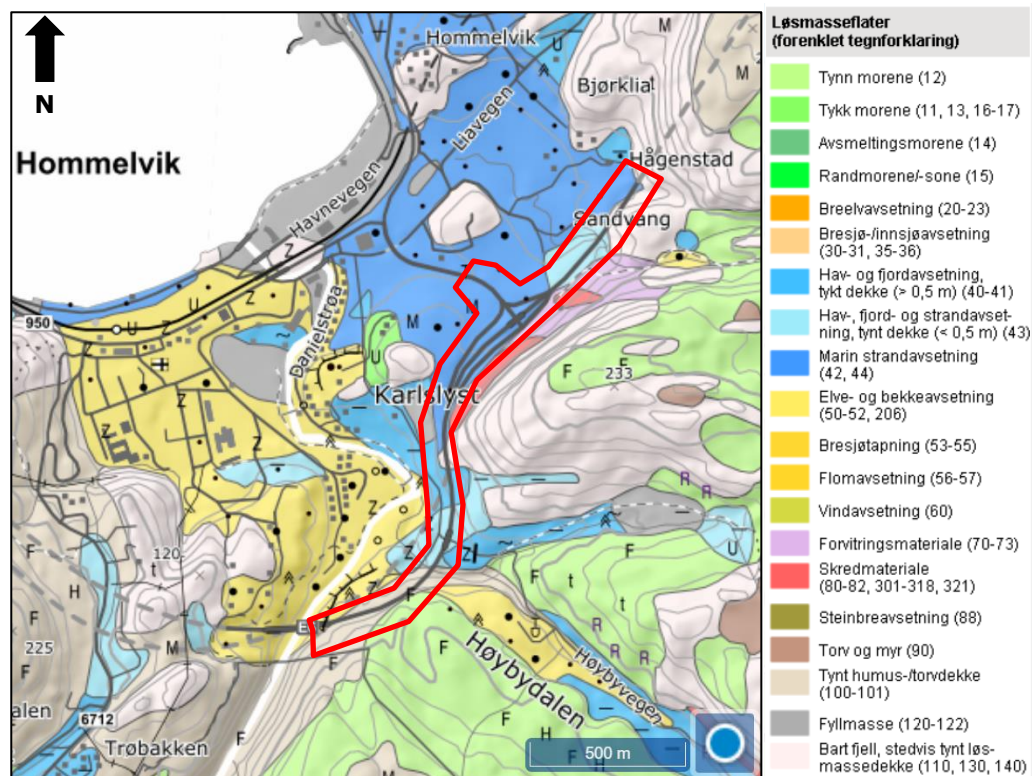 N
Hommelvik
Hommelvik
Bjørklia
Liavegen
Hågenstad
Havnevegen
Sandvang
Danielstrøa
950
Karlslyst
233
120
225
6712
Høybydalen
Høybyvegen
Trøbakken
alen
500 m
Løsmasseflater
(forenklet tegnforklaring)
Tynn morene (12)
Tykk morene (11, 13, 16-17)
Avsmeltingsmorene (14)
Randmorene/-sone (15)
Breelvavsetning (20-23)
Bresjø-/innsjøavsetning
(30-31, 35-36)
Hav- og fjordavsetning,
tykt dekke (> 0,5 m) (40-41)
Hav-, fjord- og strandavset-
ning, tynt dekke (< 0,5 m) (43)
Marin strandavsetning
(42, 44)
Elve- og bekkeavsetning
(50-52, 206)
Bresjøtapning (53-55)
Flomavsetning (56-57)
Vindavsetning (60)
Forvitringsmateriale (70-73)
Skredmateriale
(80-82, 301-318, 321)
Steinbreavsetning (88)
Torv og myr (90)
Tynt humus-/torvdekke
(100-101)
Fyllmasse (120-122)
Bart fjell, stedvis tynt løs-
massedekke (110, 130, 140)